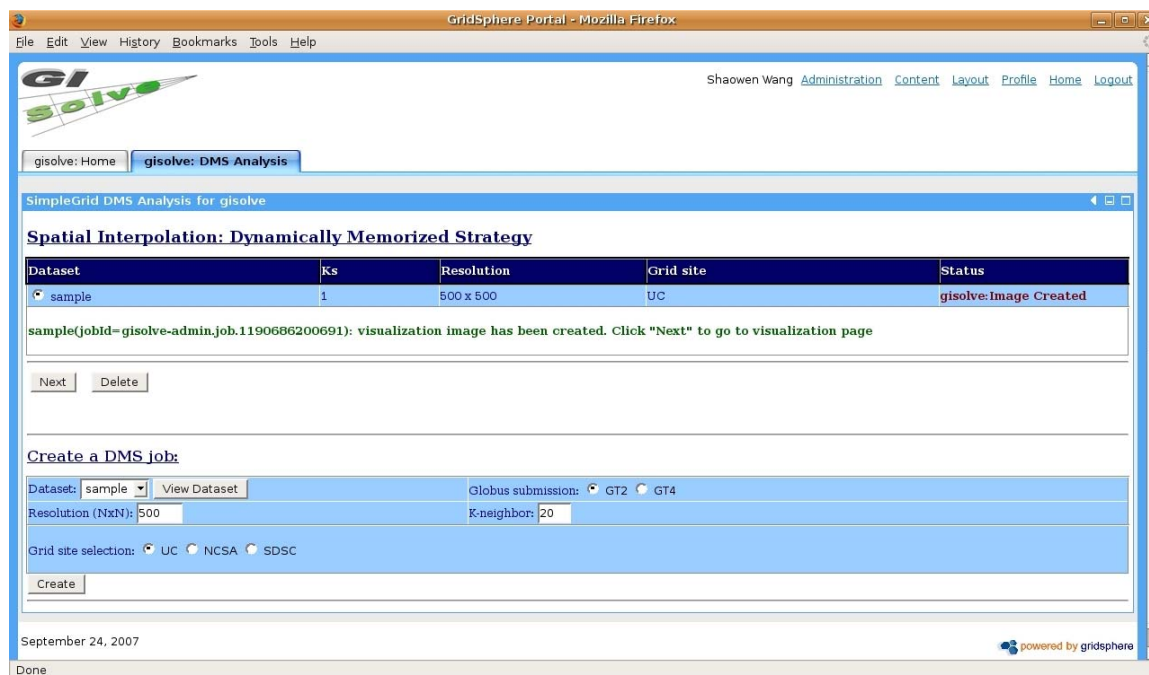 GridSphere Portal - Mozilla Firefox
File Edit View History Bookmarks Tools Help
GI Solve
Shaowen Wang Administration Content Layout Profile Home Logout
gisolve: Home gisolve: DMS Analysis
SimpleGrid DMS Analysis for gisolve
Spatial Interpolation: Dynamically Memorized Strategy
Dataset Ks Resolution Grid site Status
sample 1 500 x 500 UC gisolve:Image Created
sample(jobId=gisolve-admin.job.1190686200691): visualization image has been created. Click "Next" to go to visualization page
Next Delete
Create a DMS job:
Dataset: sample View Dataset Globus submission: GT2 GT4
Resolution (NxN): 500 K-neighbor: 20
Grid site selection: UC NCSA SDSC
Create
September 24, 2007 powered by gridsphere
Done